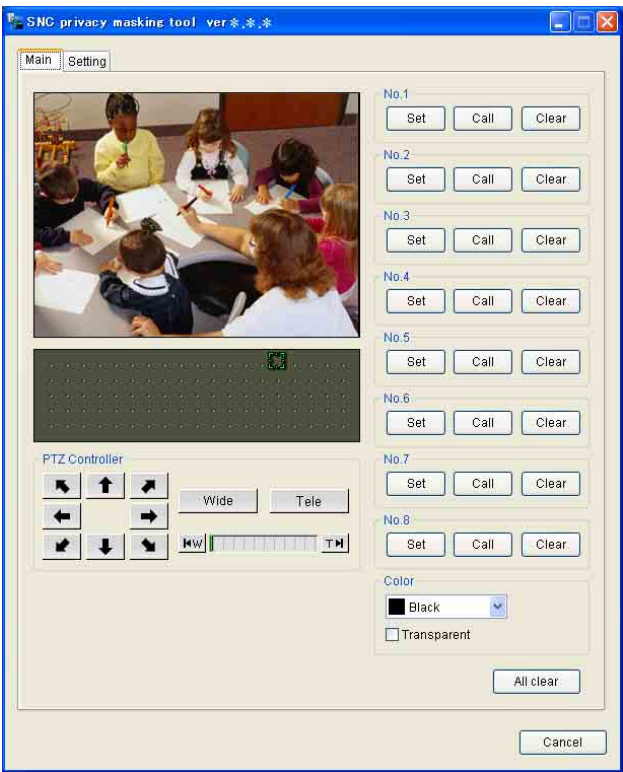 SNC privacy masking tool ver*.*.*
Main
Setting
No.1
Set Call Clear
No.2
Set Call Clear
No.3
Set Call Clear
No.4
Set Call Clear
No.5
Set Call Clear
No.6
Set Call Clear
No.7
Set Call Clear
No.8
Set Call Clear
PTZ Controller
Wide Tele
W T
Color
Black
Transparent
All clear
Cancel